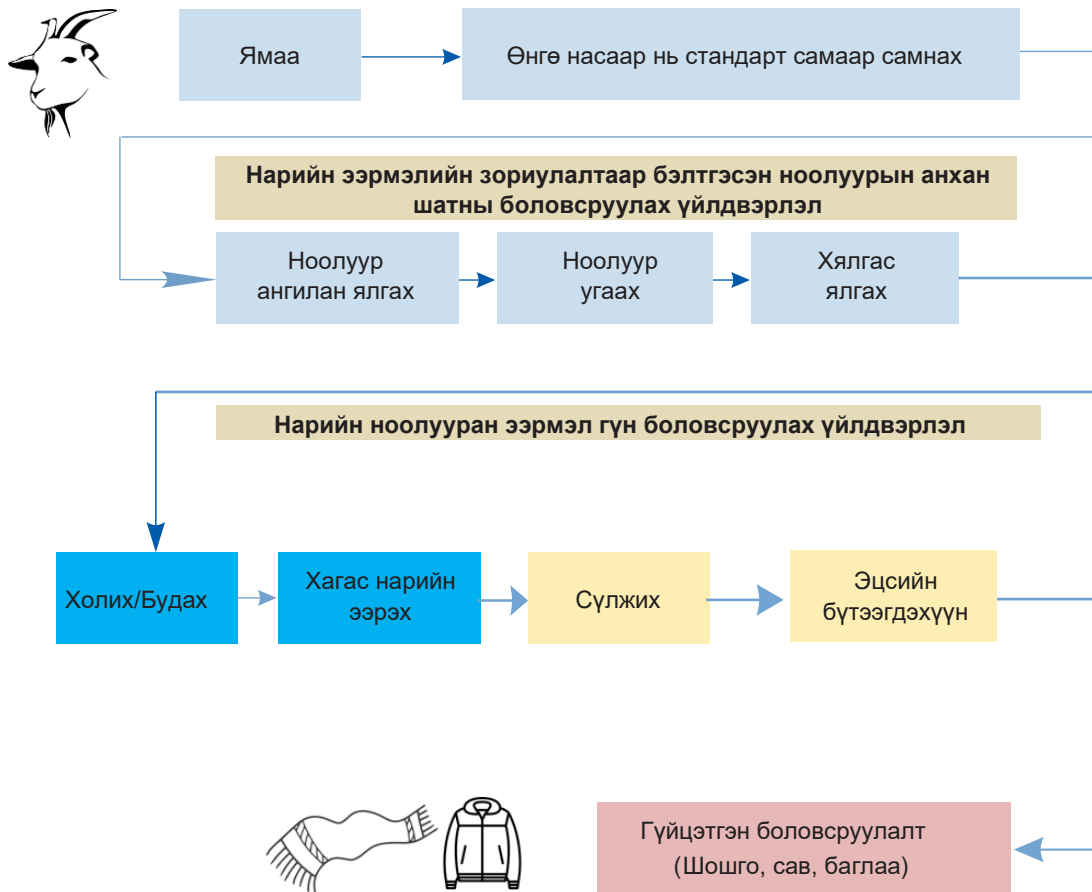 Ямаа
Өнгө насаар нь стандарт самаар самнах
Нарийн ээрмэлийн зориулалтаар бэлтгэсэн ноолуурын анхан
шатны боловсруулах үйлдвэрлэл
Ноолуур
ангилан ялгах
Ноолуур
угаах
Хялгас
ялгах
Нарийн ноолууран ээрмэл гүн боловсруулах үйлдвэрлэл
Холих/Будах
Хагас нарийн
ээрэх
Сүлжих
Эцсийн
бүтээгдэхүүн
Гүйцэтгэн боловсруулалт
(Шошго, сав, баглаа)